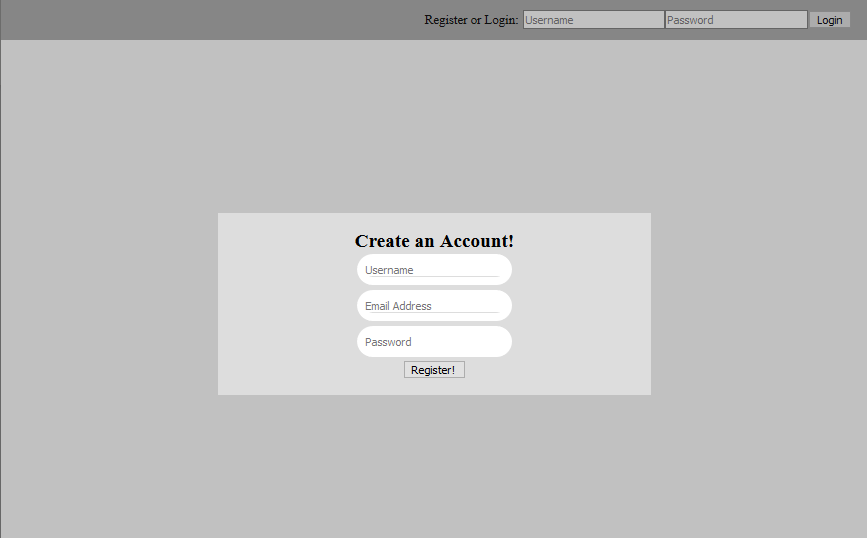 Register or Login: Username Password Login
Create an Account!
Username
Email Address
Password
Register!